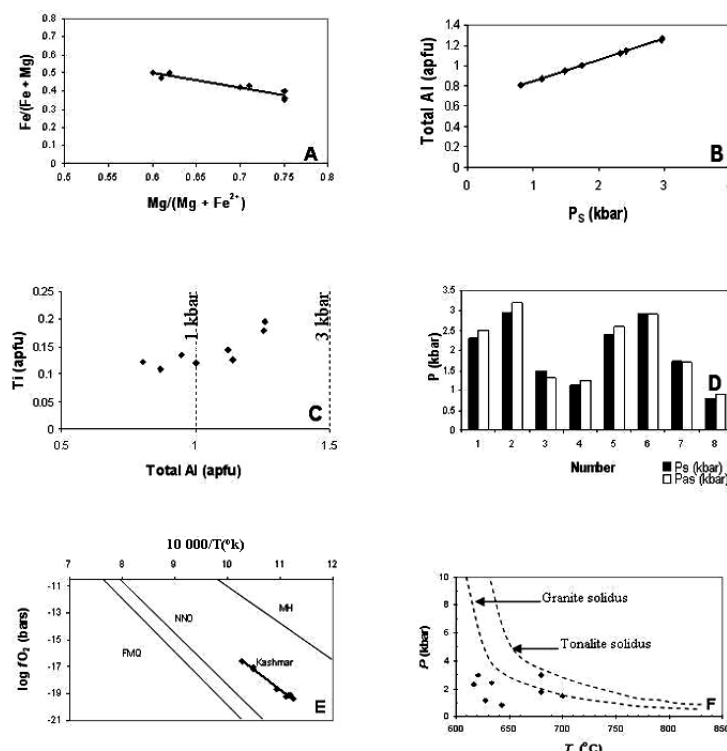 Fe/(Fe + Mg)
0.8
0.7
0.6
0.5
0.4
0.3
0.2
0.1
0
0.5 0.55 0.6 0.65 0.7 0.75 0.8
Mg/(Mg + Fe²⁺)
A
Total Al (apfu)
1.4
1.2
1
0.8
0.6
0.4
0.2
0
0 1 2 3
P_S (kbar)
B
Ti (apfu)
0.25
0.2
0.15
0.1
0.05
0
0.5 1 1.5
Total Al (apfu)
1 kbar
3 kbar
C
P (kbar)
3.5
3
2.5
2
1.5
1
0.5
0
1 2 3 4 5 6 7 8
Number
Ps (kbar)
Pas (kbar)
D
10 000/T(°k)
7 8 9 10 11 12
log fO₂ (bars)
-11
-13
-15
-17
-19
-21
FMQ
NNO
MH
Kashmar
E
P (kbar)
10
8
6
4
2
0
600 650 700 750 800 850
T (°C)
Granite solidus
Tonalite solidus
F